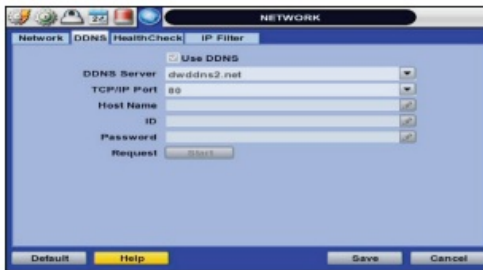 NETWORK
Network DDNS HealthCheck IP Filter
Use DDNS
DDNS Server dwddns2.net
TCP/IP Port 80
Host Name
ID
Password
Request Start
Default Help Save Cancel